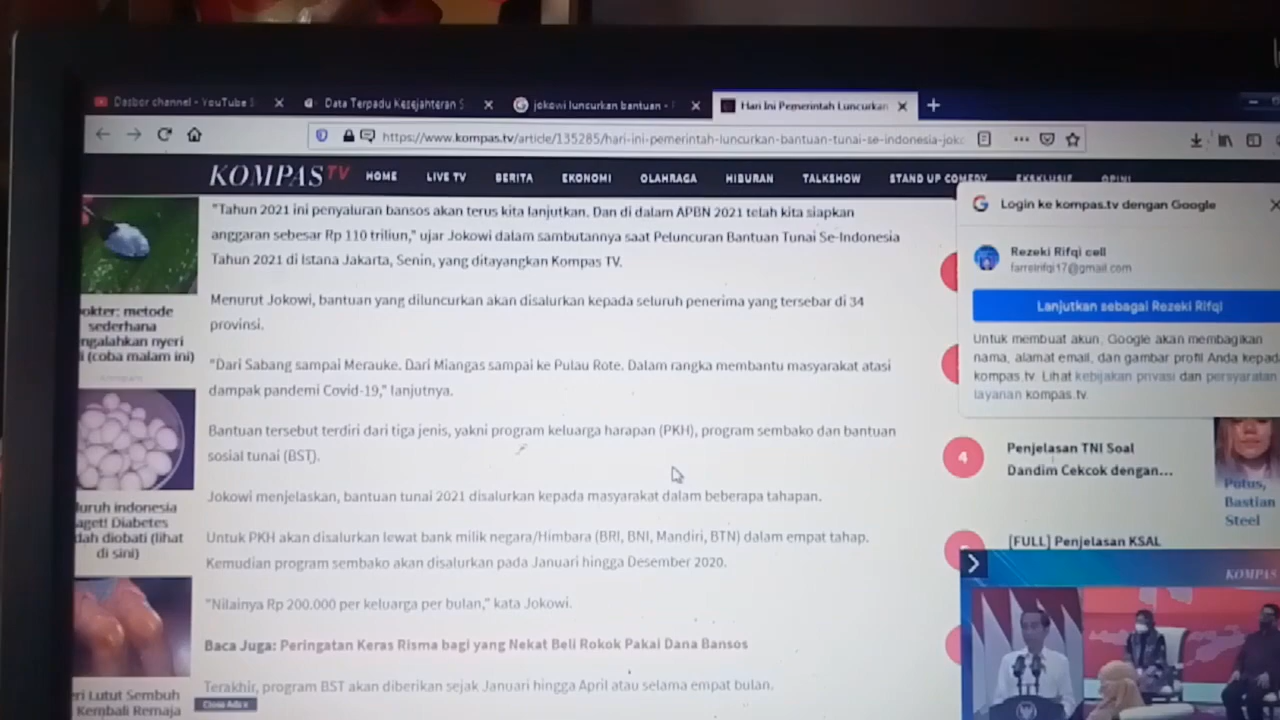 Dasbor channel - YouTube S
Data Terpadu Kesejahteran S
jokowi luncurkan bantuan -
Hari Ini Pemerintah Luncurkan
https://www.kompas.tv/article/135285/hari-ini-pemerintah-luncurkan-bantuan-tunai-se-indonesia-joko
KOMPAS TV HOME LIVE TV BERITA EKONOMI OLAHRAGA HIBURAN TALKSHOW STAND UP COMEDY EKSKLUSIF OPINI
"Tahun 2021 ini penyaluran bansos akan terus kita lanjutkan. Dan di dalam APBN 2021 telah kita siapkan
anggaran sebesar Rp 110 triliun," ujar Jokowi dalam sambutannya saat Peluncuran Bantuan Tunai Se-Indonesia
Tahun 2021 di Istana Jakarta, Senin, yang ditayangkan Kompas TV.
Menurut Jokowi, bantuan yang diluncurkan akan disalurkan kepada seluruh penerima yang tersebar di 34
provinsi.
"Dari Sabang sampai Merauke. Dari Miangas sampai ke Pulau Rote. Dalam rangka membantu masyarakat atasi
dampak pandemi Covid-19," lanjutnya.
Bantuan tersebut terdiri dari tiga jenis, yakni program keluarga harapan (PKH), program sembako dan bantuan
sosial tunai (BST).
Jokowi menjelaskan, bantuan tunai 2021 disalurkan kepada masyarakat dalam beberapa tahapan.
Untuk PKH akan disalurkan lewat bank milik negara/Himbara (BRI, BNI, Mandiri, BTN) dalam empat tahap.
Kemudian program sembako akan disalurkan pada Januari hingga Desember 2020.
"Nilainya Rp 200.000 per keluarga per bulan," kata Jokowi.
Baca Juga: Peringatan Keras Risma bagi yang Nekat Beli Rokok Pakai Dana Bansos
Terakhir, program BST akan diberikan sejak Januari hingga April atau selama empat bulan.
Close Ads x
okter: metode
sederhana
ngalahkan nyeri
i (coba malam ini)
uruh indonesia
aget! Diabetes
dah diobati (lihat
di sini)
eri Lutut Sembuh
Kembali Remaja
Login ke kompas.tv dengan Google
Rezeki Rifqi cell
farrelrifqi17@gmail.com
Lanjutkan sebagai Rezeki Rifqi
Untuk membuat akun, Google akan membagikan
nama, alamat email, dan gambar profil Anda kepad
kompas.tv. Lihat kebijakan privasi dan persyaratan
layanan kompas.tv.
4
Penjelasan TNI Soal
Dandim Cekcok dengan...
Putus,
Bastian
Steel
[FULL] Penjelasan KSAL
KOMPAS